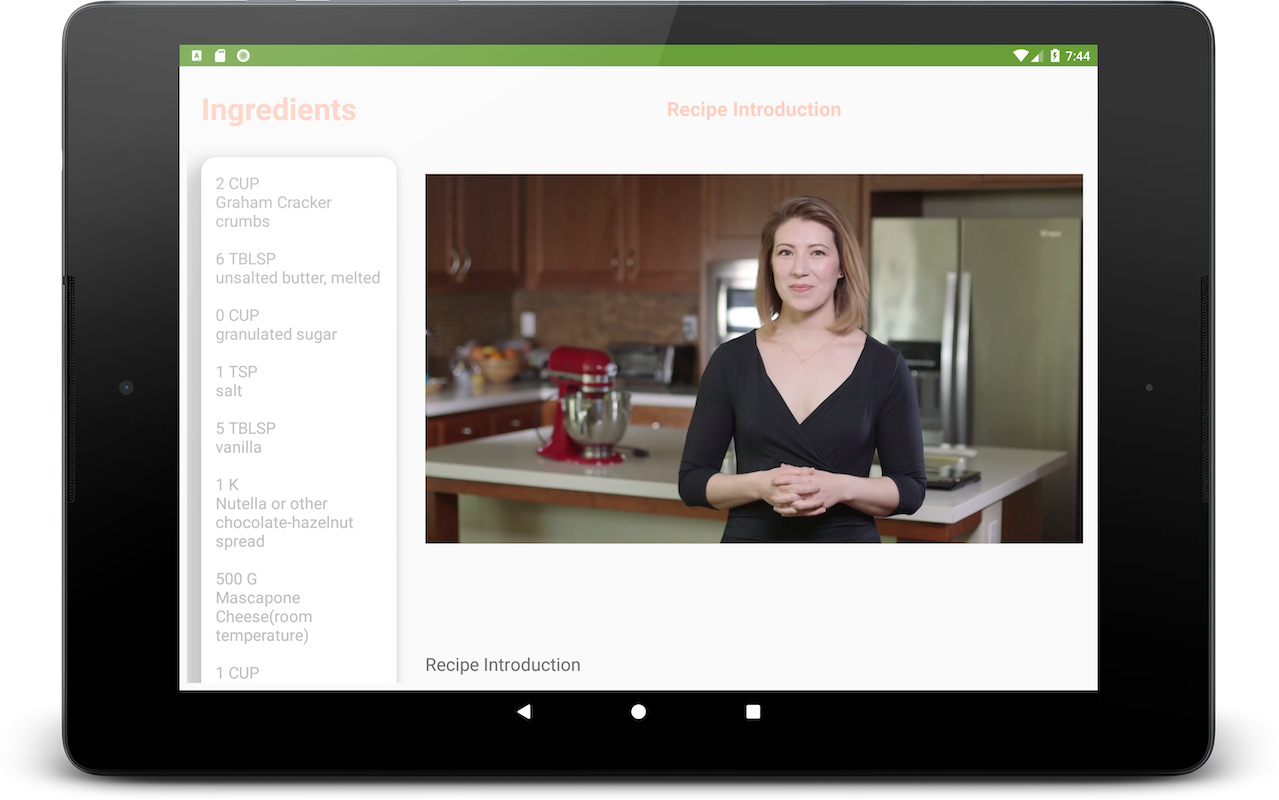 7:44
Ingredients
Recipe Introduction
2 CUP
Graham Cracker
crumbs
6 TBLSP
unsalted butter, melted
0 CUP
granulated sugar
1 TSP
salt
5 TBLSP
vanilla
1 K
Nutella or other
chocolate-hazelnut
spread
500 G
Mascapone
Cheese(room
temperature)
1 CUP
Recipe Introduction